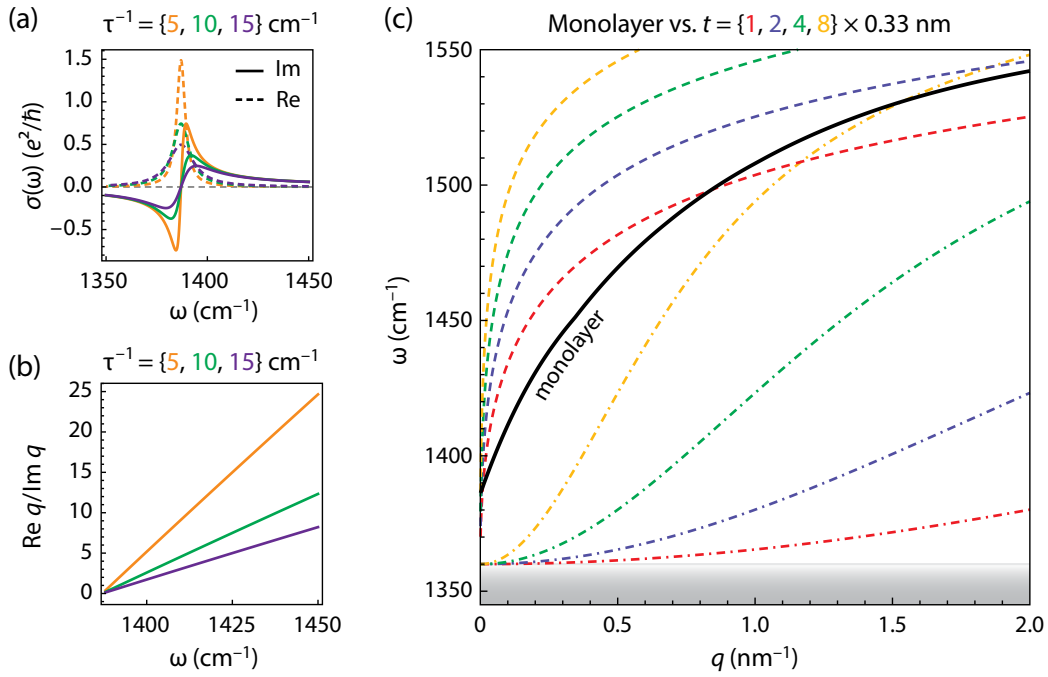 (a)
τ⁻¹ = {5, 10, 15} cm⁻¹
1.5
1.0
0.5
0.0
−0.5
Im
Re
σ(ω) (e²/ħ)
1350 1400 1450
ω (cm⁻¹)
(b)
τ⁻¹ = {5, 10, 15} cm⁻¹
25
20
15
10
5
0
Re q/Im q
1400 1425 1450
ω (cm⁻¹)
(c)
Monolayer vs. t = {1, 2, 4, 8} × 0.33 nm
1550
1500
1450
1400
1350
ω (cm⁻¹)
monolayer
0 0.5 1.0 1.5 2.0
q (nm⁻¹)